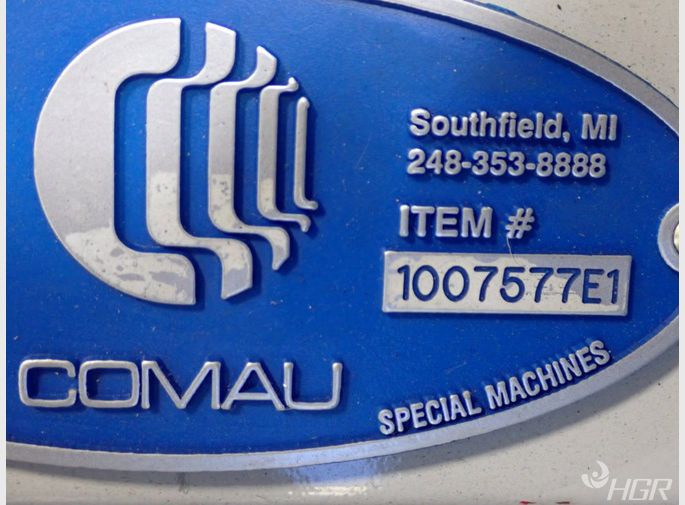 Southfield, MI
248-353-8888
ITEM #
1007577E1
COMAU
SPECIAL MACHINES
HGR